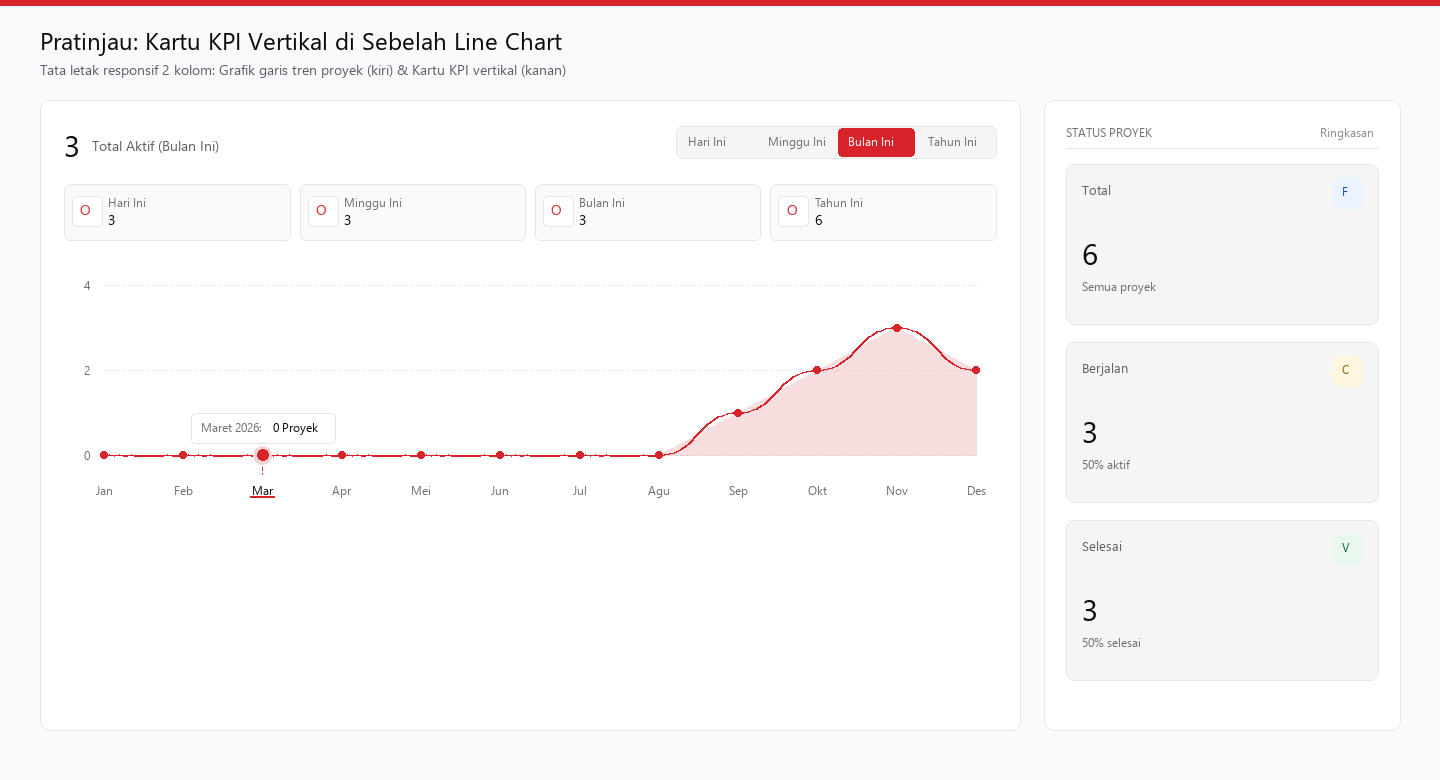 Pratinjau: Kartu KPI Vertikal di Sebelah Line Chart
Tata letak responsif 2 kolom: Grafik garis tren proyek (kiri) & Kartu KPI vertikal (kanan)
3 Total Aktif (Bulan Ini)
Hari Ini Minggu Ini Bulan Ini Tahun Ini
O Hari Ini
3
O Minggu Ini
3
O Bulan Ini
3
O Tahun Ini
6
4
2
Maret 2026: 0 Proyek
0
Jan Feb Mar Apr Mei Jun Jul Agu Sep Okt Nov Des
STATUS PROYEK Ringkasan
Total F
6
Semua proyek
Berjalan C
3
50% aktif
Selesai V
3
50% selesai